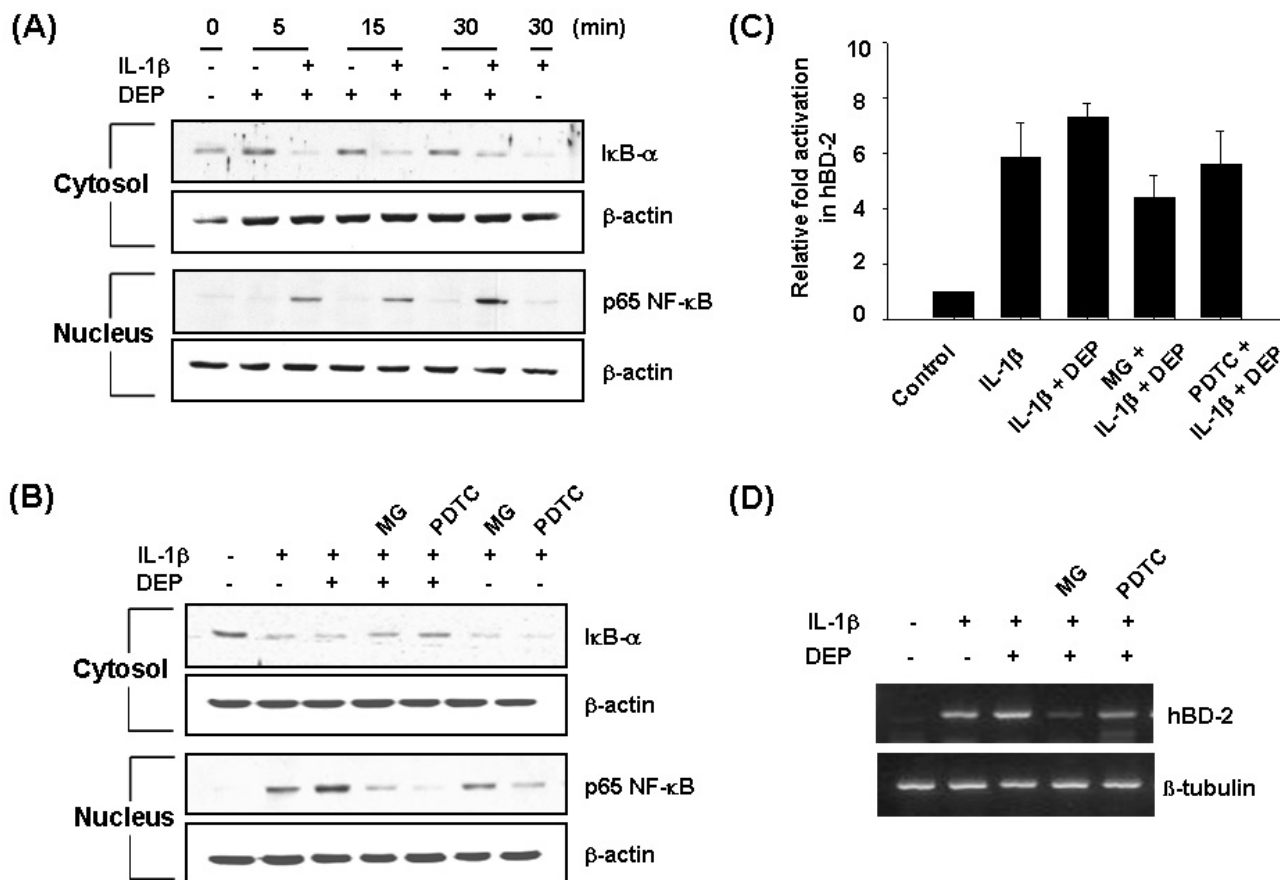 (A)
0 5 15 30 30 (min)
IL-1β - - + - + - + +
DEP - + + + + + + -
Cytosol
IκB-α
β-actin
Nucleus
p65 NF-κB
β-actin
(B)
MG PDTC MG PDTC
IL-1β - + + + + + +
DEP - - + + + - -
Cytosol
IκB-α
β-actin
Nucleus
p65 NF-κB
β-actin
(C)
Relative fold activation
in hBD-2
10
8
6
4
2
0
Control
IL-1β
IL-1β + DEP
MG +
IL-1β + DEP
PDTC +
IL-1β + DEP
(D)
MG PDTC
IL-1β - + + + +
DEP - - + + +
hBD-2
ß-tubulin